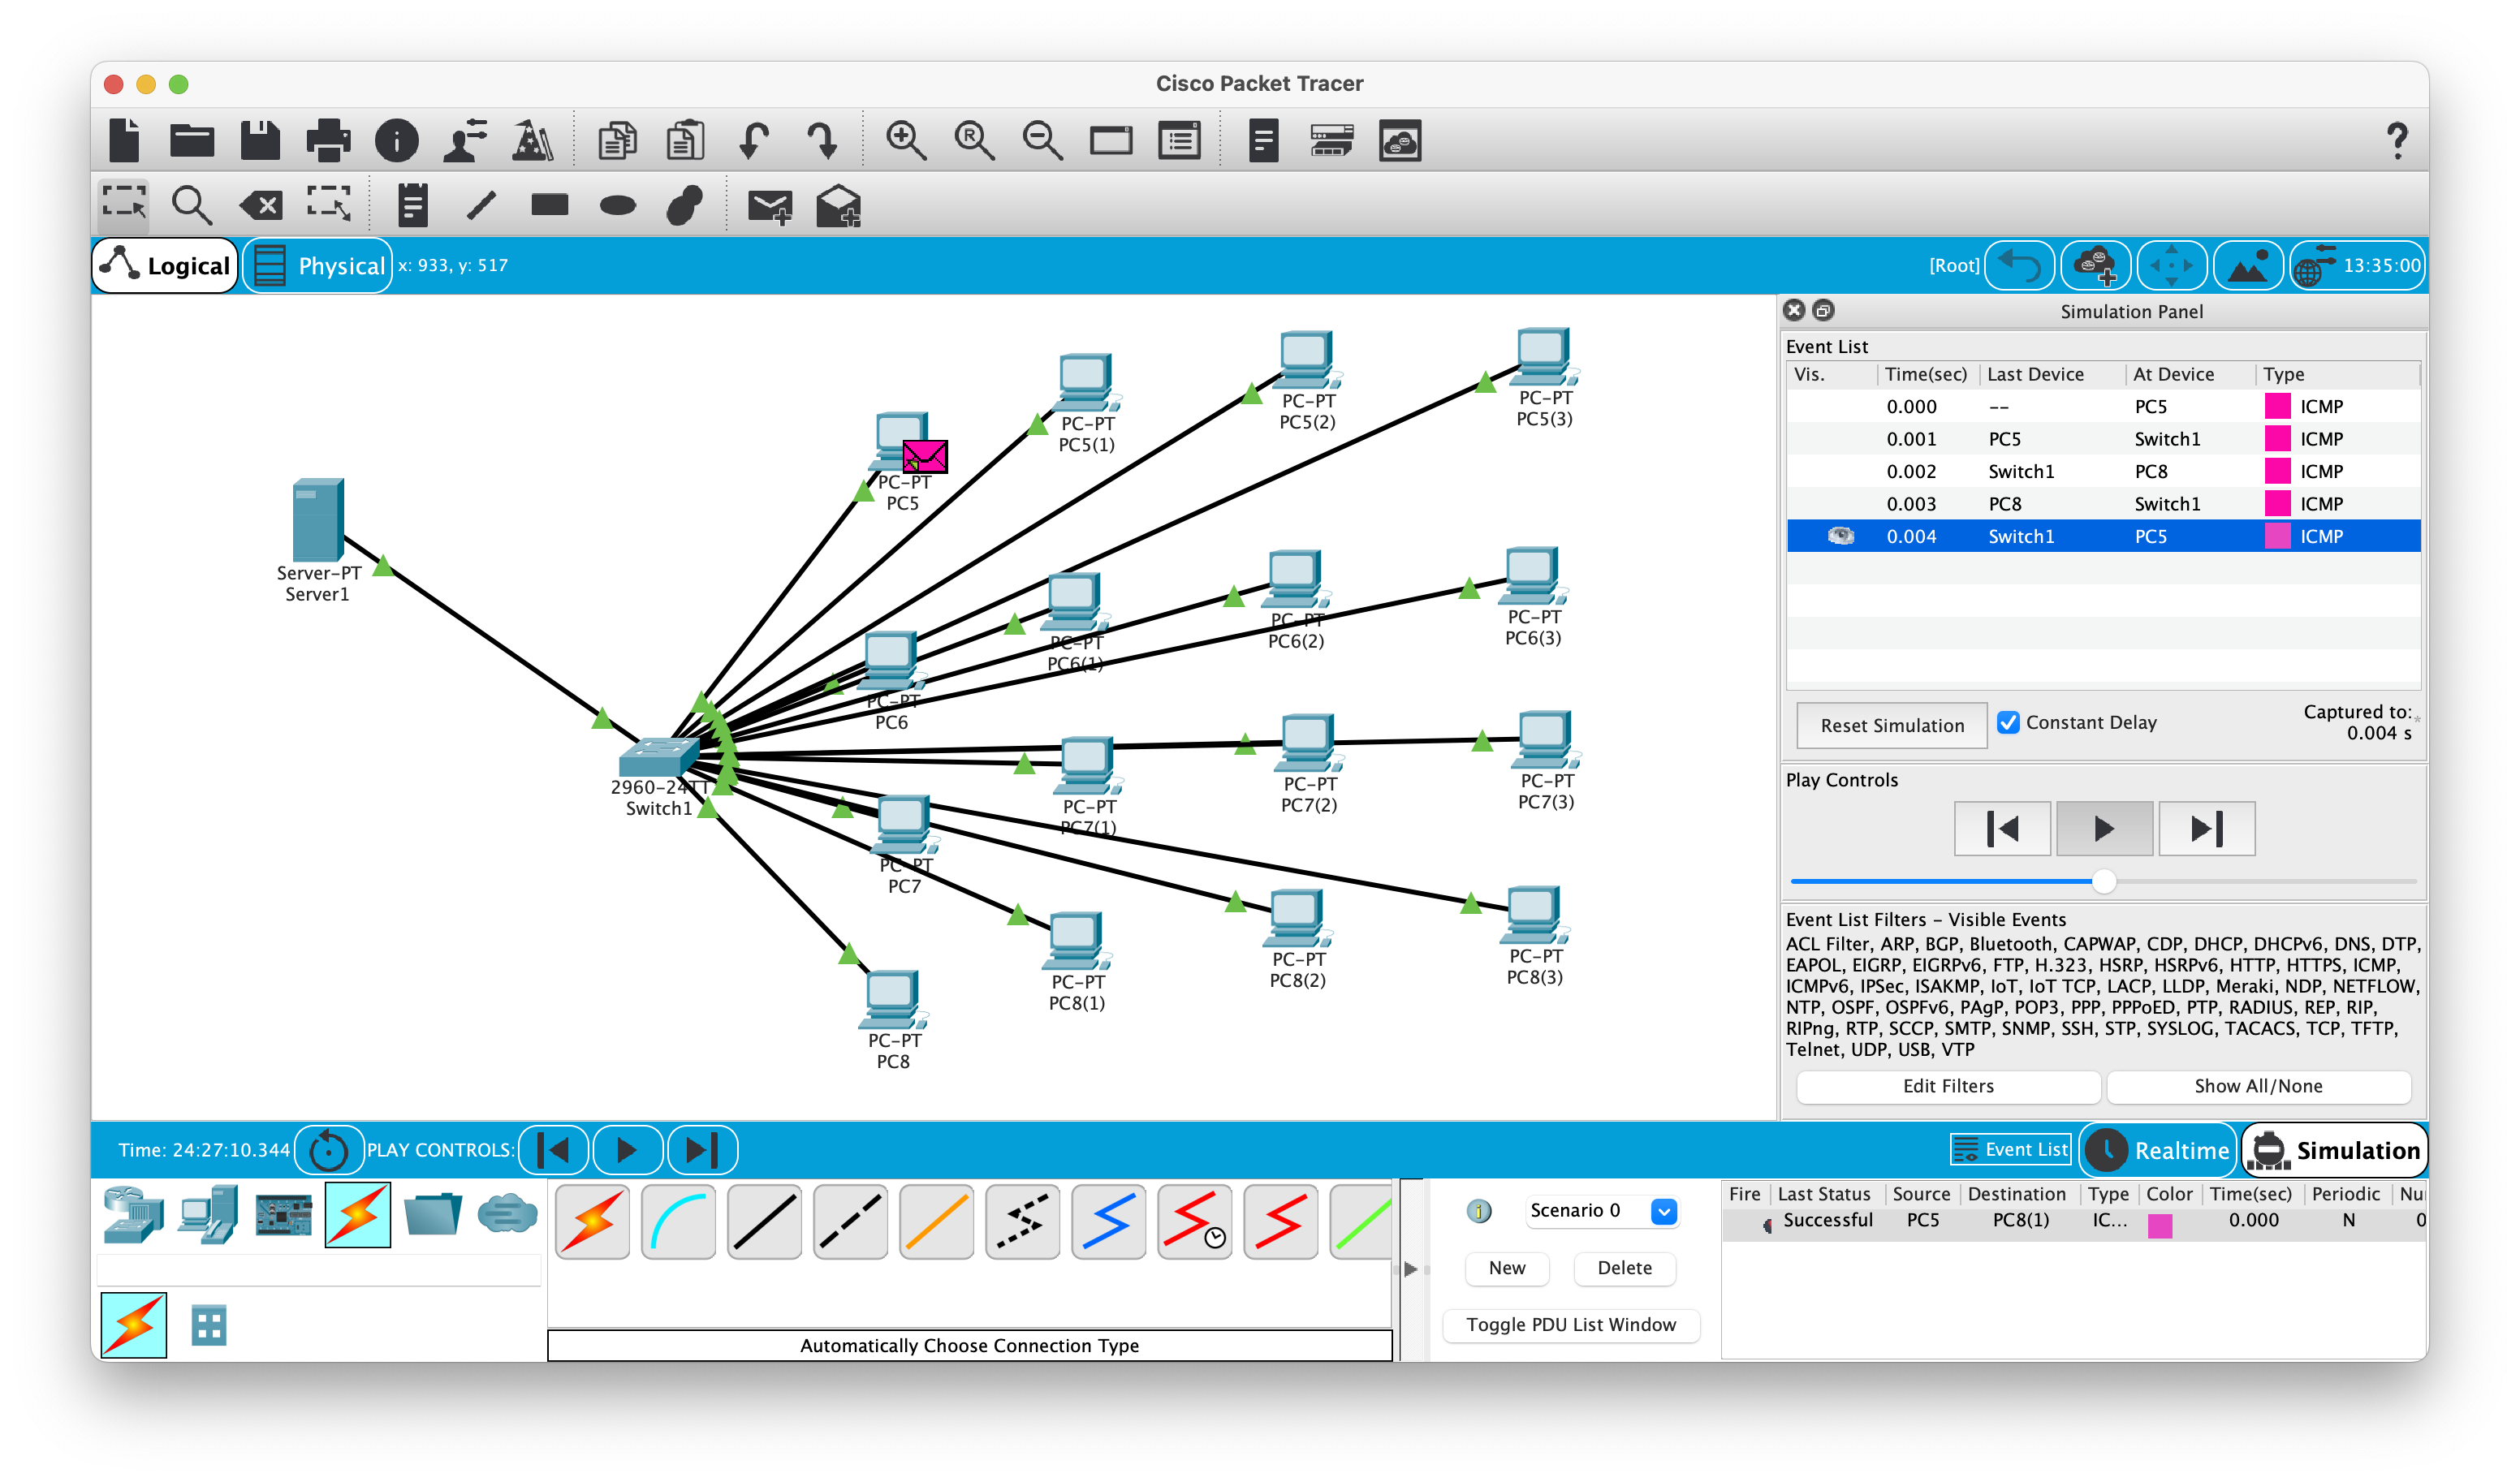 Cisco Packet Tracer
Logical
Physical
x: 933, y: 517
[Root]
13:35:00
Server-PT
Server1
2960-24TT
Switch1
PC-PT
PC5
PC-PT
PC5(1)
PC-PT
PC5(2)
PC-PT
PC5(3)
PC-PT
PC6
PC-PT
PC6(1)
PC-PT
PC6(2)
PC-PT
PC6(3)
PC-PT
PC7
PC-PT
PC7(1)
PC-PT
PC7(2)
PC-PT
PC7(3)
PC-PT
PC8
PC-PT
PC8(1)
PC-PT
PC8(2)
PC-PT
PC8(3)
Simulation Panel
Event List
Vis. Time(sec) Last Device At Device Type
0.000 -- PC5 ICMP
0.001 PC5 Switch1 ICMP
0.002 Switch1 PC8 ICMP
0.003 PC8 Switch1 ICMP
0.004 Switch1 PC5 ICMP
Reset Simulation
Constant Delay
Captured to:*
0.004 s
Play Controls
Event List Filters - Visible Events
ACL Filter, ARP, BGP, Bluetooth, CAPWAP, CDP, DHCP, DHCPv6, DNS, DTP,
EAPOL, EIGRP, EIGRPv6, FTP, H.323, HSRP, HSRPv6, HTTP, HTTPS, ICMP,
ICMPv6, IPSec, ISAKMP, IoT, IoT TCP, LACP, LLDP, Meraki, NDP, NETFLOW,
NTP, OSPF, OSPFv6, PAgP, POP3, PPP, PPPoED, PTP, RADIUS, REP, RIP,
RIPng, RTP, SCCP, SMTP, SNMP, SSH, STP, SYSLOG, TACACS, TCP, TFTP,
Telnet, UDP, USB, VTP
Edit Filters
Show All/None
Time: 24:27:10.344
PLAY CONTROLS:
Event List
Realtime
Simulation
Automatically Choose Connection Type
Scenario 0
New
Delete
Toggle PDU List Window
Fire Last Status Source Destination Type Color Time(sec) Periodic Nu
Successful PC5 PC8(1) IC... 0.000 N 0